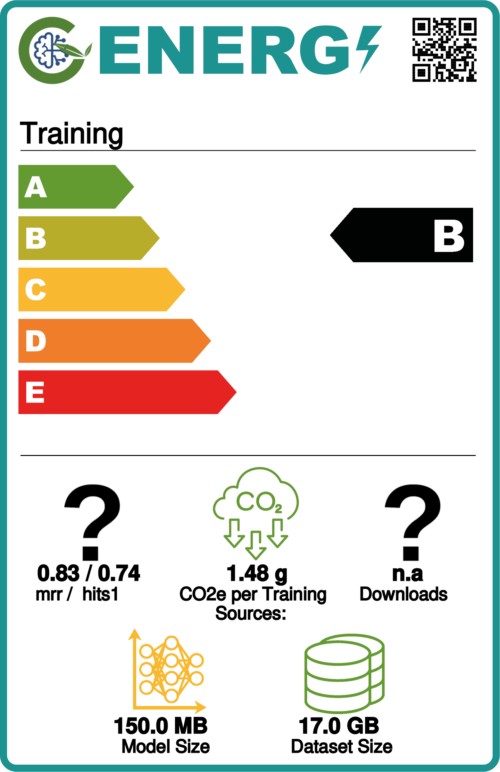 ENERG
Training
A
B
B
C
D
E
?
CO2
?
0.83 / 0.74
mrr / hits1
1.48 g
CO2e per Training
Sources:
n.a
Downloads
150.0 MB
Model Size
17.0 GB
Dataset Size